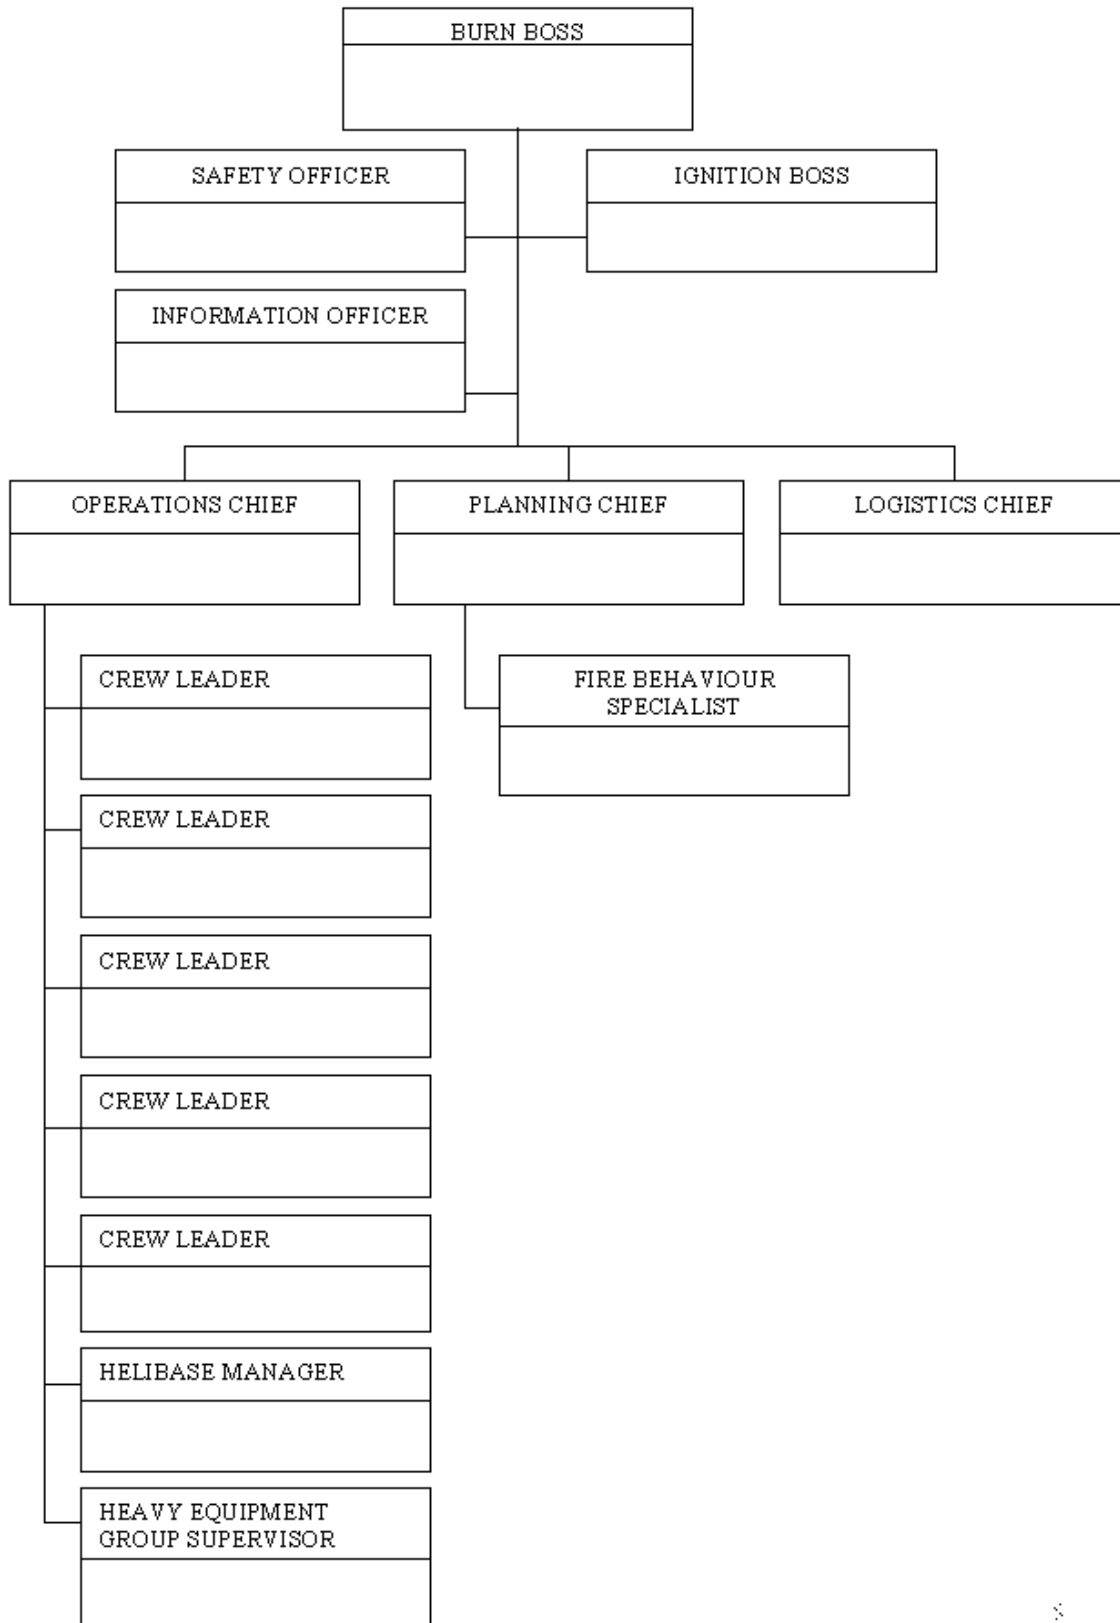 BURN BOSS
SAFETY OFFICER
IGNITION BOSS
INFORMATION OFFICER
OPERATIONS CHIEF
PLANNING CHIEF
LOGISTICS CHIEF
CREW LEADER
FIRE BEHAVIOUR
SPECIALIST
CREW LEADER
CREW LEADER
CREW LEADER
CREW LEADER
HELIBASE MANAGER
HEAVY EQUIPMENT
GROUP SUPERVISOR